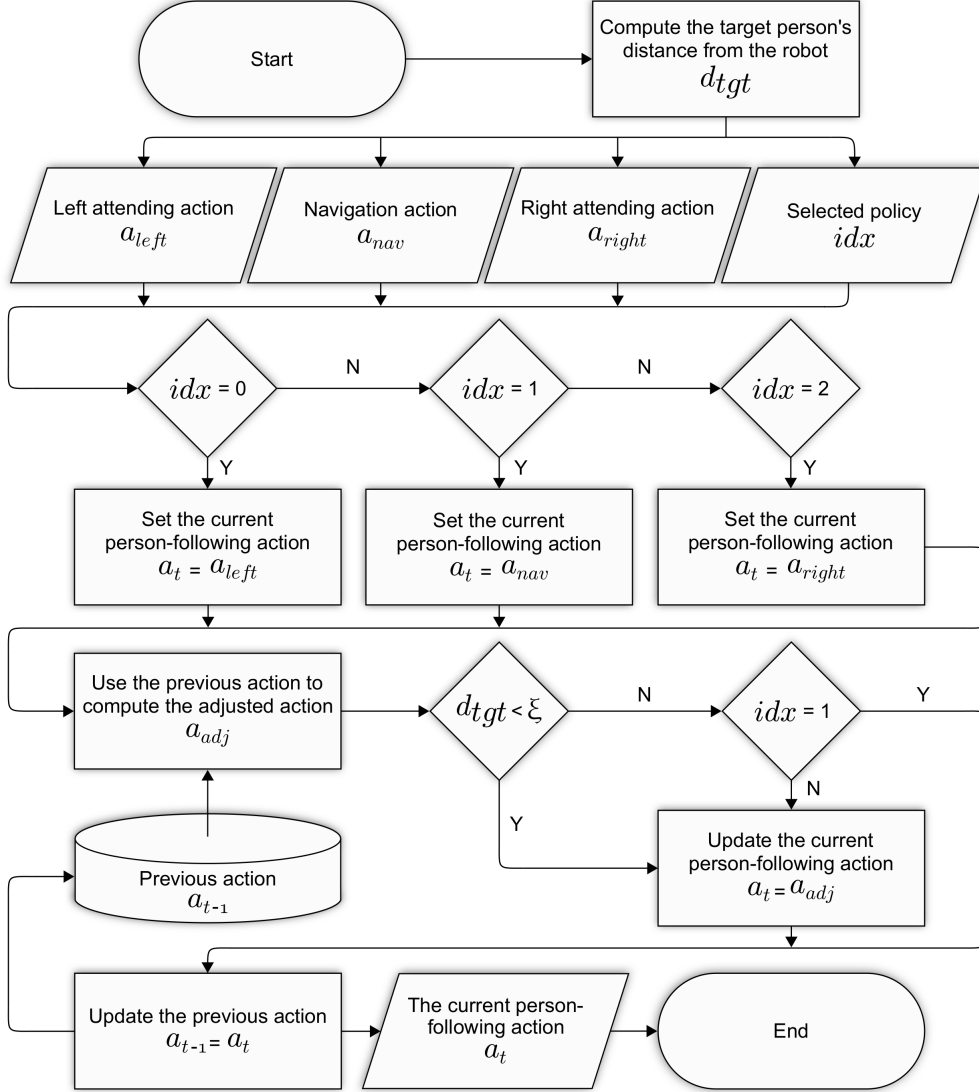 Start
Compute the target person's
distance from the robot
d_tgt
Left attending action
a_left
Navigation action
a_nav
Right attending action
a_right
Selected policy
idx
idx = 0
N
idx = 1
N
idx = 2
Y
Y
Y
Set the current
person-following action
a_t = a_left
Set the current
person-following action
a_t = a_nav
Set the current
person-following action
a_t = a_right
Use the previous action to
compute the adjusted action
a_adj
d_tgt < ξ
N
idx = 1
Y
N
Y
Update the current
person-following action
a_t = a_adj
Previous action
a_t-1
Update the previous action
a_t-1 = a_t
The current person-
following action
a_t
End